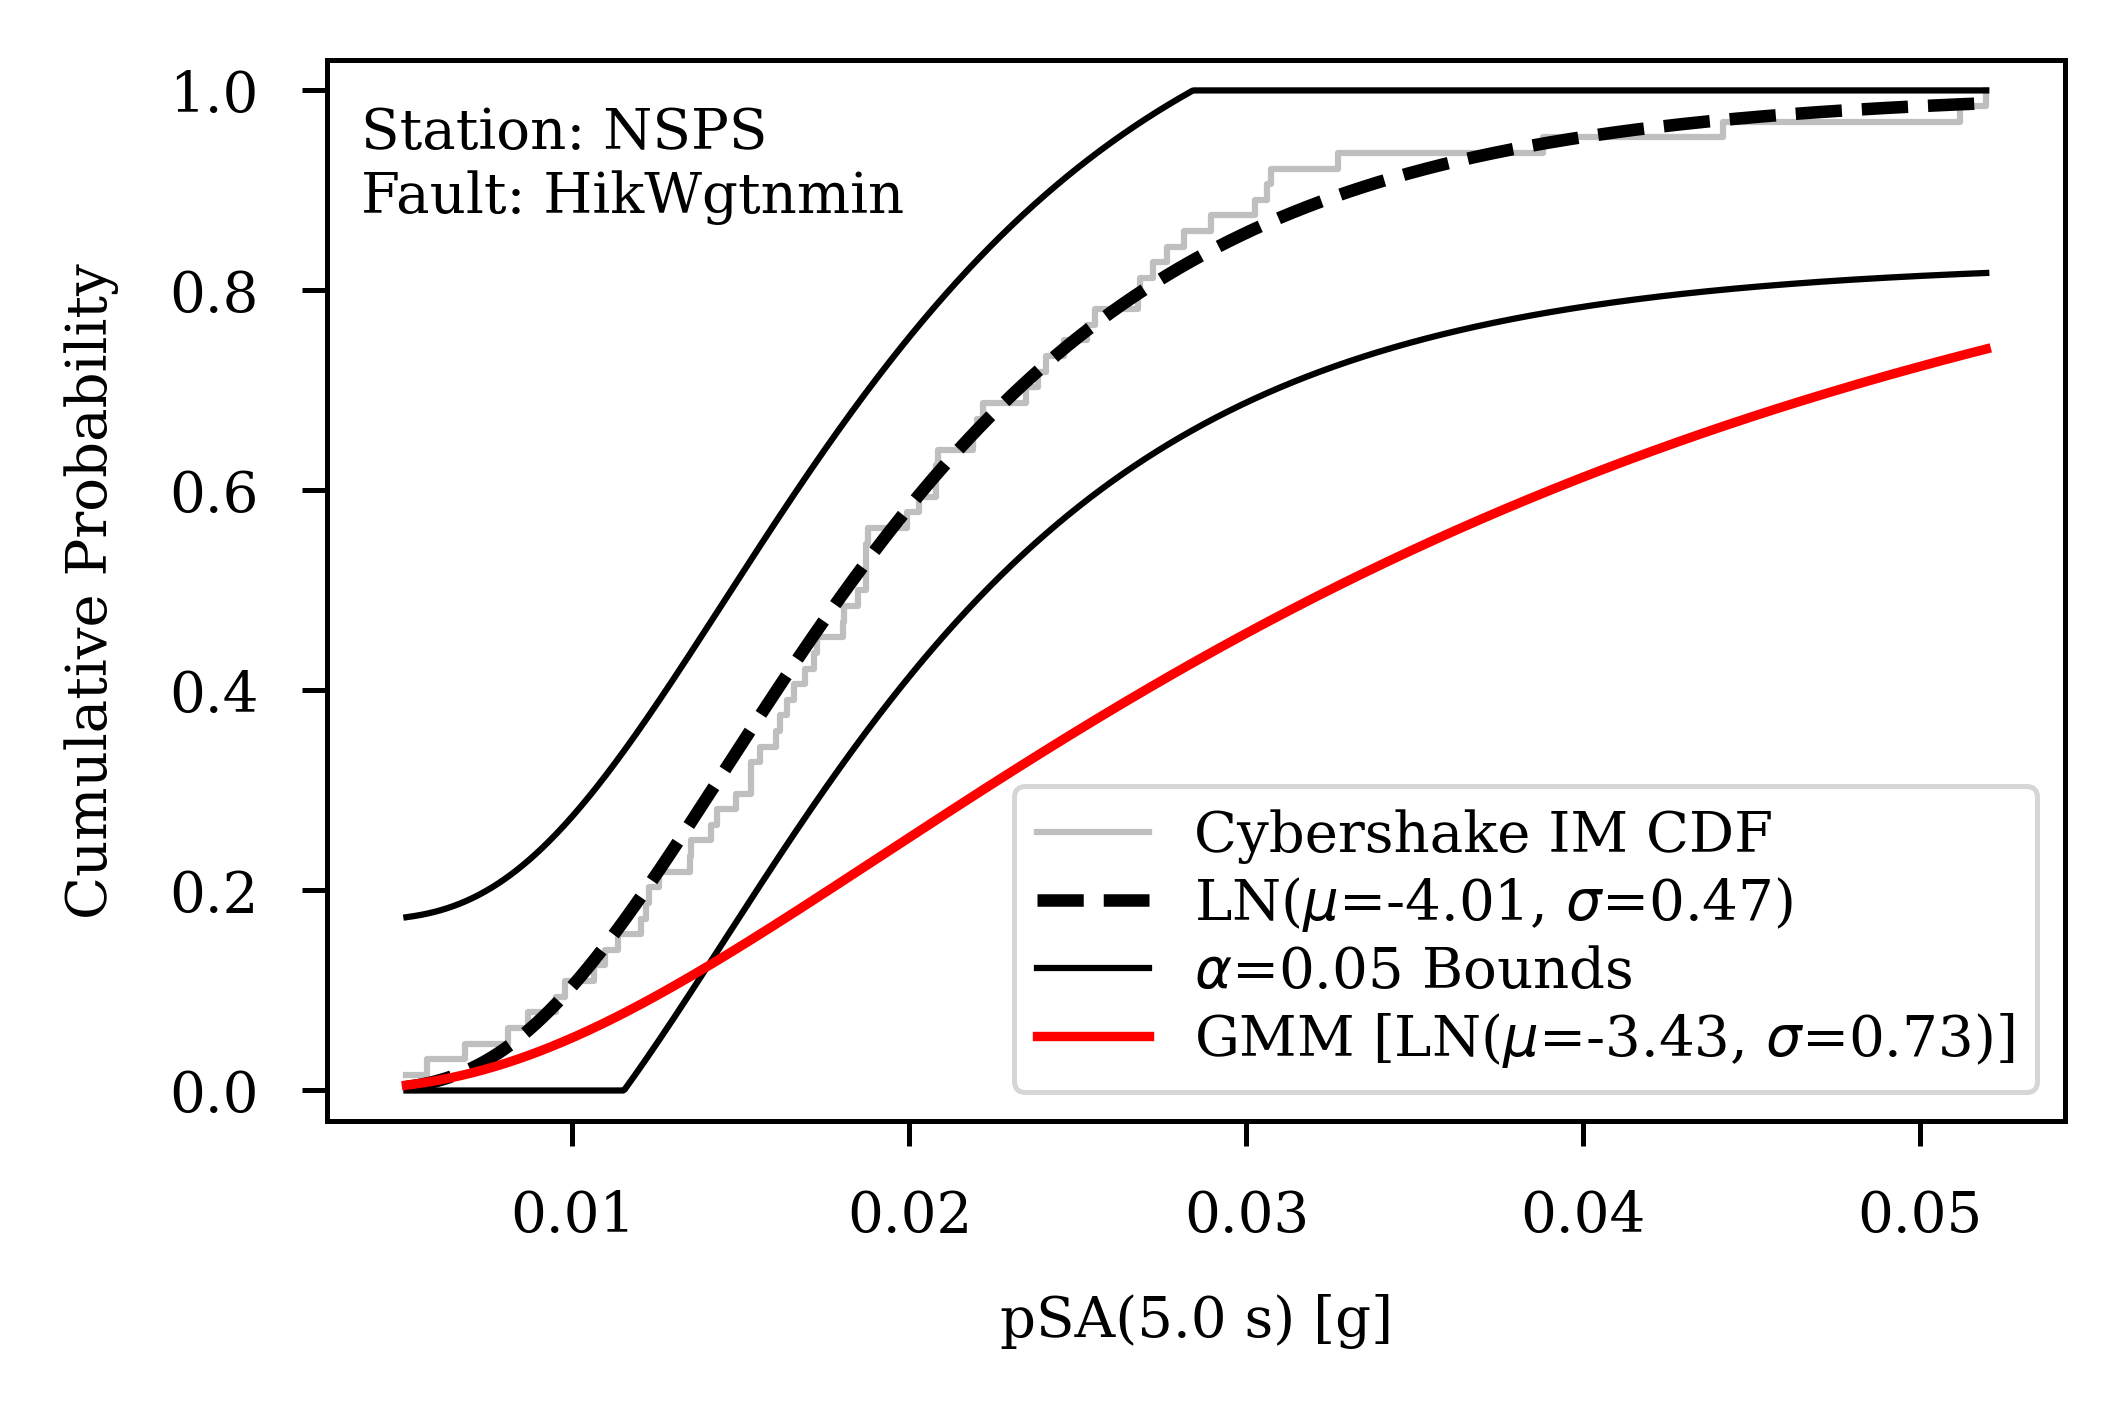 Station: NSPS
Fault: HikWgtnmin
Cumulative Probability
1.0
0.8
0.6
0.4
0.2
0.0
Cybershake IM CDF
LN(μ=-4.01, σ=0.47)
α=0.05 Bounds
GMM [LN(μ=-3.43, σ=0.73)]
0.01 0.02 0.03 0.04 0.05
pSA(5.0 s) [g]